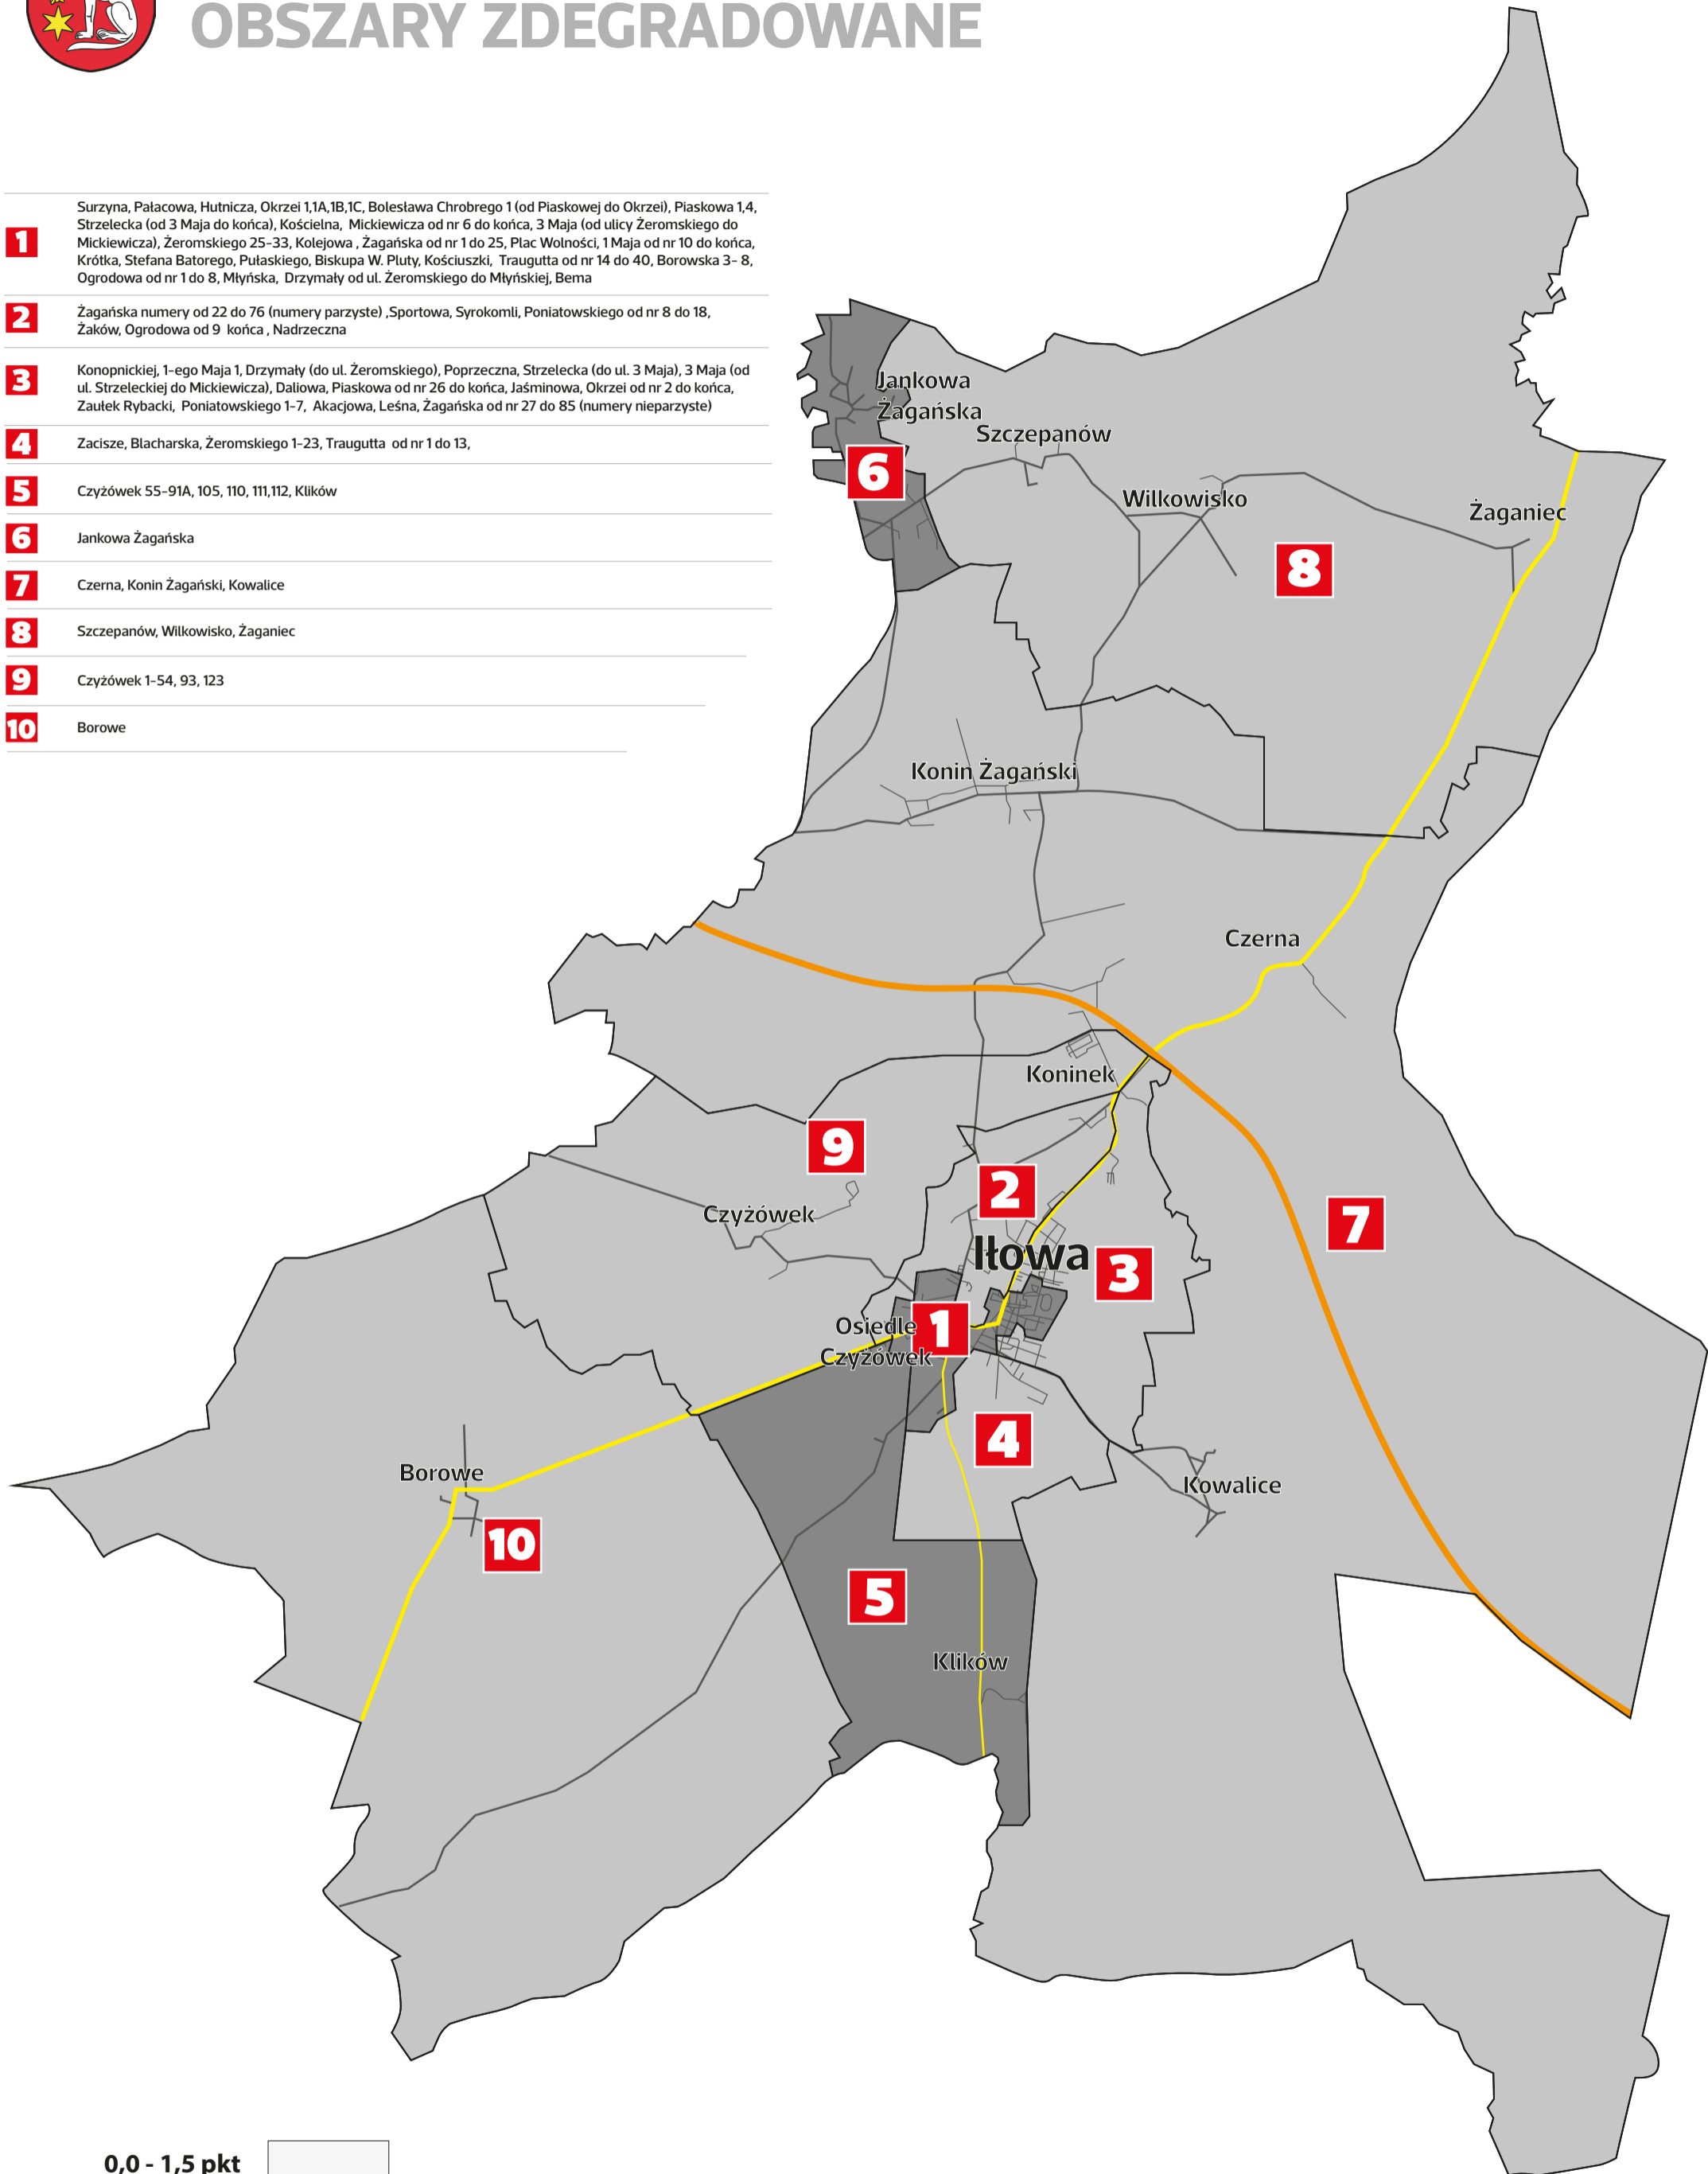 OBSZARY ZDEGRADOWANE
1
Surzyna, Pałacowa, Hutnicza, Okrzei 1,1A,1B,1C, Bolesława Chrobrego 1 (od Piaskowej do Okrzei), Piaskowa 1,4,
Strzelecka (od 3 Maja do końca), Kościelna, Mickiewicza od nr 6 do końca, 3 Maja (od ulicy Żeromskiego do
Mickiewicza), Żeromskiego 25-33, Kolejowa , Żagańska od nr 1 do 25, Plac Wolności, 1 Maja od nr 10 do końca,
Krótka, Stefana Batorego, Pułaskiego, Biskupa W. Pluty, Kościuszki, Traugutta od nr 14 do 40, Borowska 3- 8,
Ogrodowa od nr 1 do 8, Młyńska, Drzymały od ul. Żeromskiego do Młyńskiej, Bema
2
Żagańska numery od 22 do 76 (numery parzyste) ,Sportowa, Syrokomli, Poniatowskiego od nr 8 do 18,
Żaków, Ogrodowa od 9 końca , Nadrzeczna
3
Konopnickiej, 1-ego Maja 1, Drzymały (do ul. Żeromskiego), Poprzeczna, Strzelecka (do ul. 3 Maja), 3 Maja (od
ul. Strzeleckiej do Mickiewicza), Daliowa, Piaskowa od nr 26 do końca, Jaśminowa, Okrzei od nr 2 do końca,
Zaułek Rybacki, Poniatowskiego 1-7, Akacjowa, Leśna, Żagańska od nr 27 do 85 (numery nieparzyste)
4
Zacisze, Blacharska, Żeromskiego 1-23, Traugutta od nr 1 do 13,
5
Czyżówek 55-91A, 105, 110, 111,112, Klików
6
Jankowa Żagańska
7
Czerna, Konin Żagański, Kowalice
8
Szczepanów, Wilkowisko, Żaganiec
9
Czyżówek 1-54, 93, 123
10
Borowe
Jankowa
Żagańska
Szczepanów
6
Wilkowisko
Żaganiec
8
Konin Żagański
Czerna
Koninek
9
2
Czyżówek
7
Iłowa
3
Osiedle
1
Czyżówek
4
Borowe
Kowalice
10
5
Klików
0,0 - 1,5 pkt